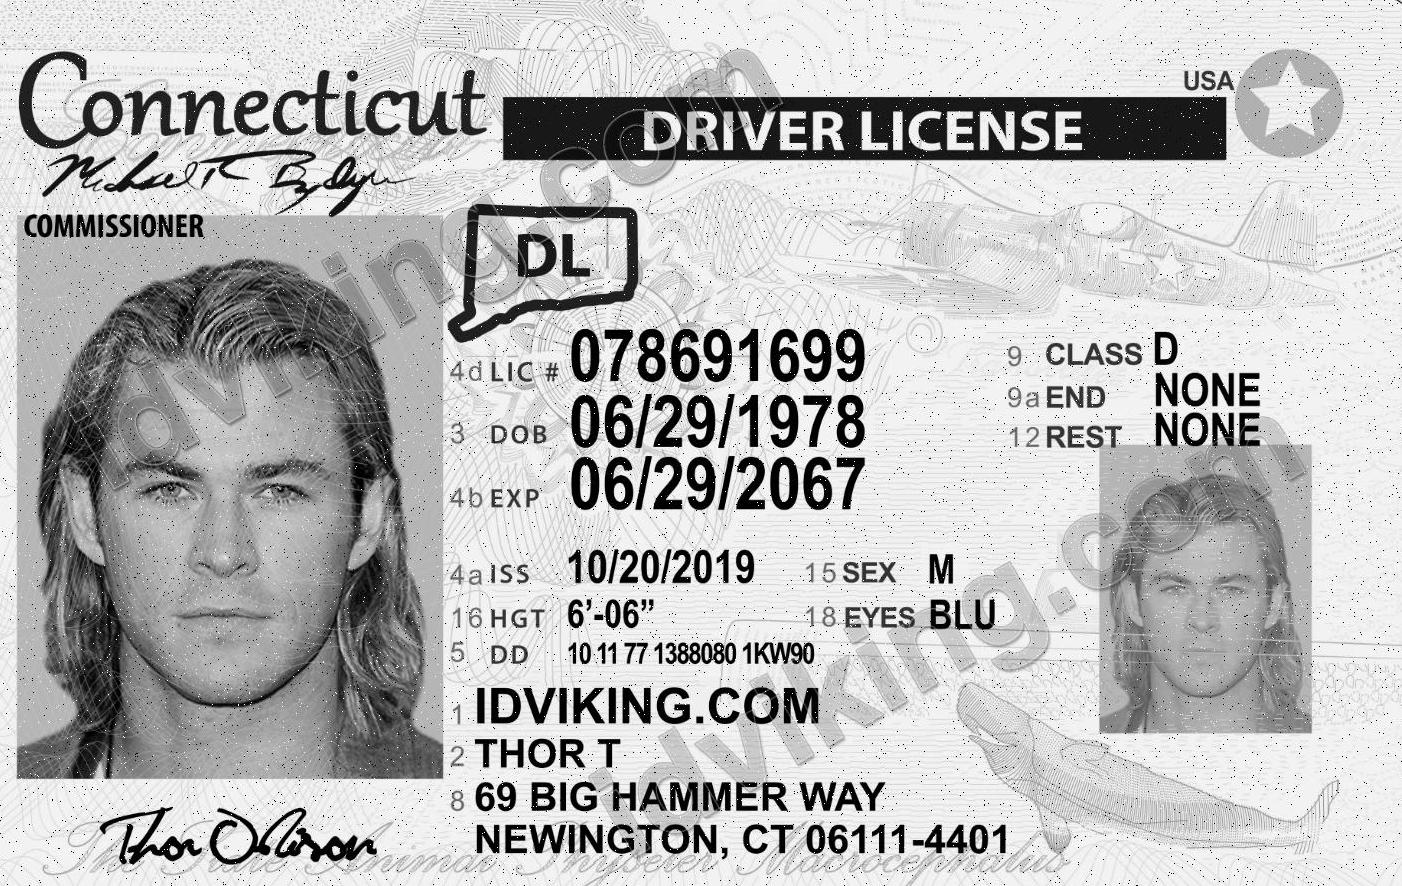 Connecticut
USA
DRIVER LICENSE
Michael R Bzdyra
COMMISSIONER
DL
4d LIC # 078691699
9 CLASS D
3 DOB 06/29/1978
9a END NONE
12 REST NONE
4b EXP 06/29/2067
4a ISS 10/20/2019
15 SEX M
16 HGT 6’-06”
18 EYES BLU
5 DD 10 11 77 1388080 1KW90
1 IDVIKING.COM
2 THOR T
8 69 BIG HAMMER WAY
NEWINGTON, CT 06111-4401
Thor Odinson
The State Animal Physeter Macrocephalus
idviking.com
idviking.com